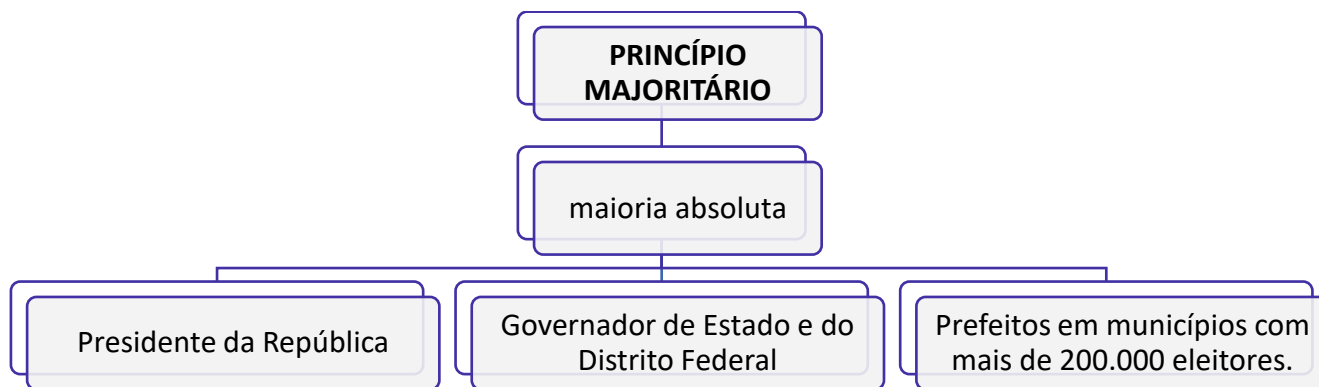 PRINCÍPIO
MAJORITÁRIO
maioria absoluta
Presidente da República
Governador de Estado e do
Distrito Federal
Prefeitos em municípios com
mais de 200.000 eleitores.